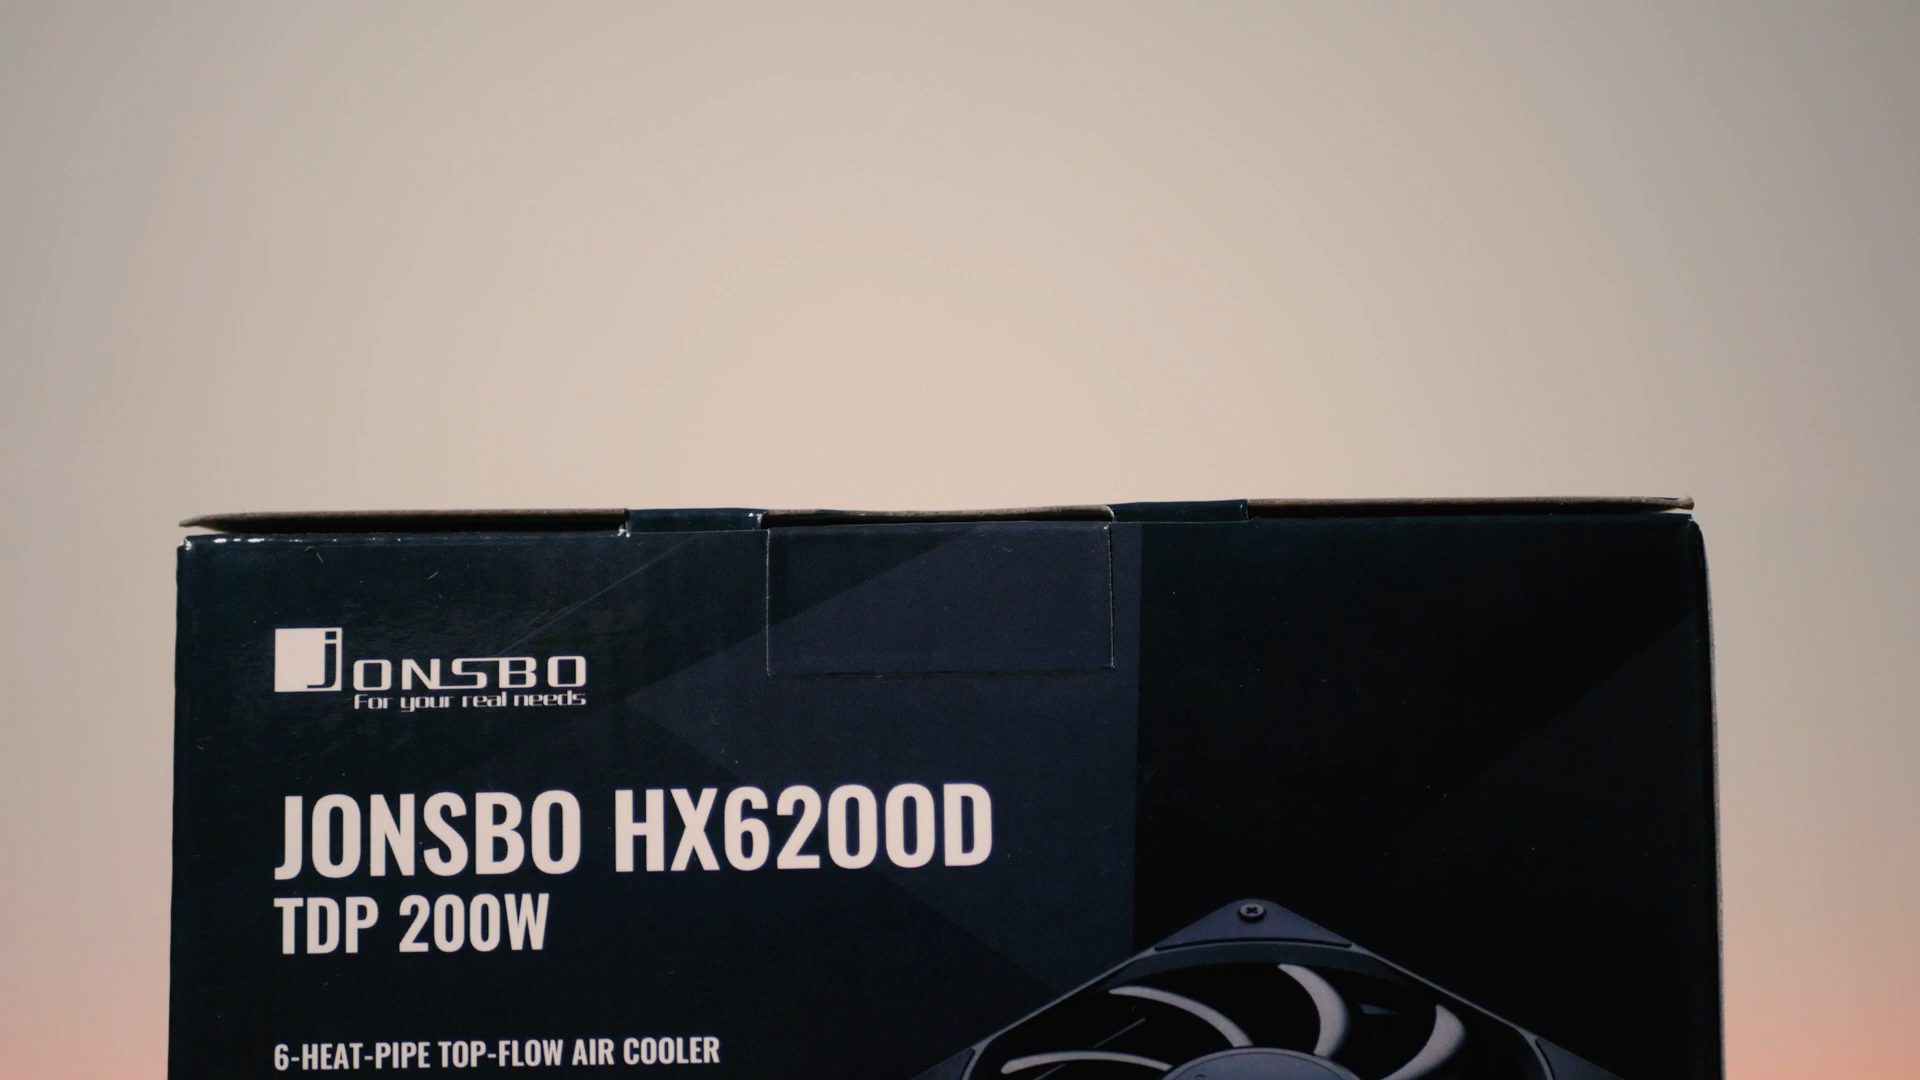 JONSBO
For your real needs
JONSBO HX6200D
TDP 200W
6-HEAT-PIPE TOP-FLOW AIR COOLER